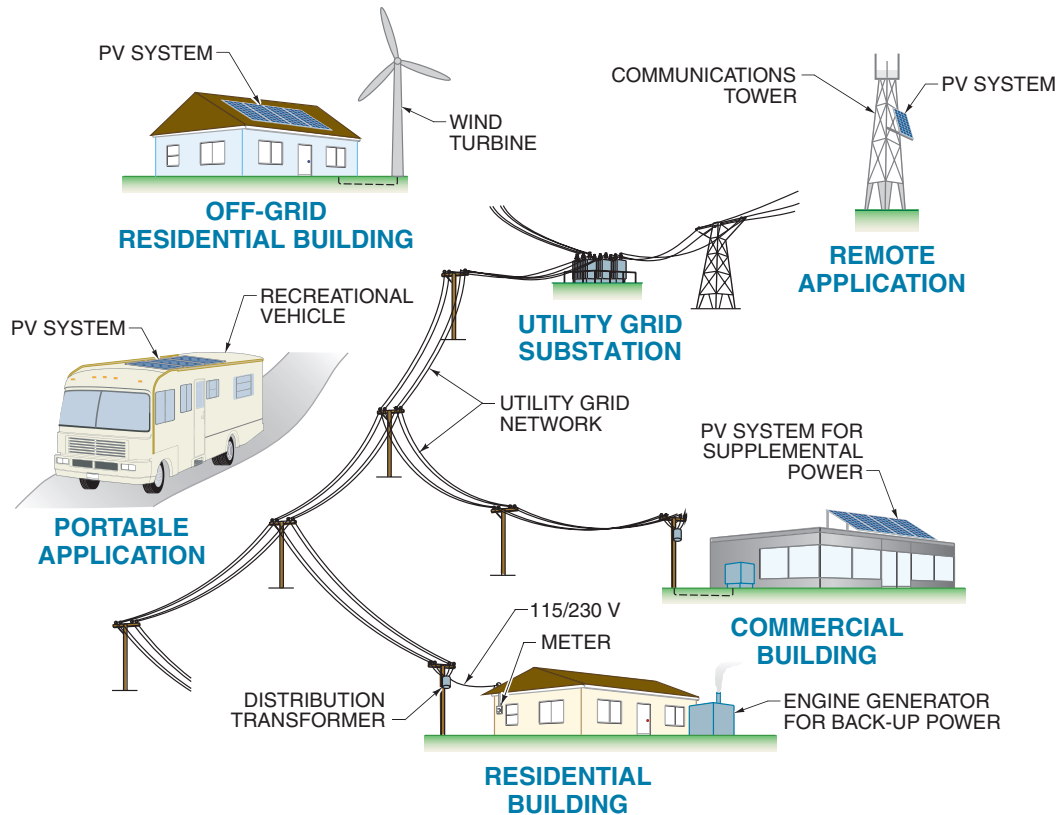 PV SYSTEM
WIND
TURBINE
OFF-GRID
RESIDENTIAL BUILDING
COMMUNICATIONS
TOWER
PV SYSTEM
REMOTE
APPLICATION
UTILITY GRID
SUBSTATION
PV SYSTEM
RECREATIONAL
VEHICLE
PORTABLE
APPLICATION
UTILITY GRID
NETWORK
PV SYSTEM FOR
SUPPLEMENTAL
POWER
COMMERCIAL
BUILDING
115/230 V
METER
DISTRIBUTION
TRANSFORMER
ENGINE GENERATOR
FOR BACK-UP POWER
RESIDENTIAL
BUILDING